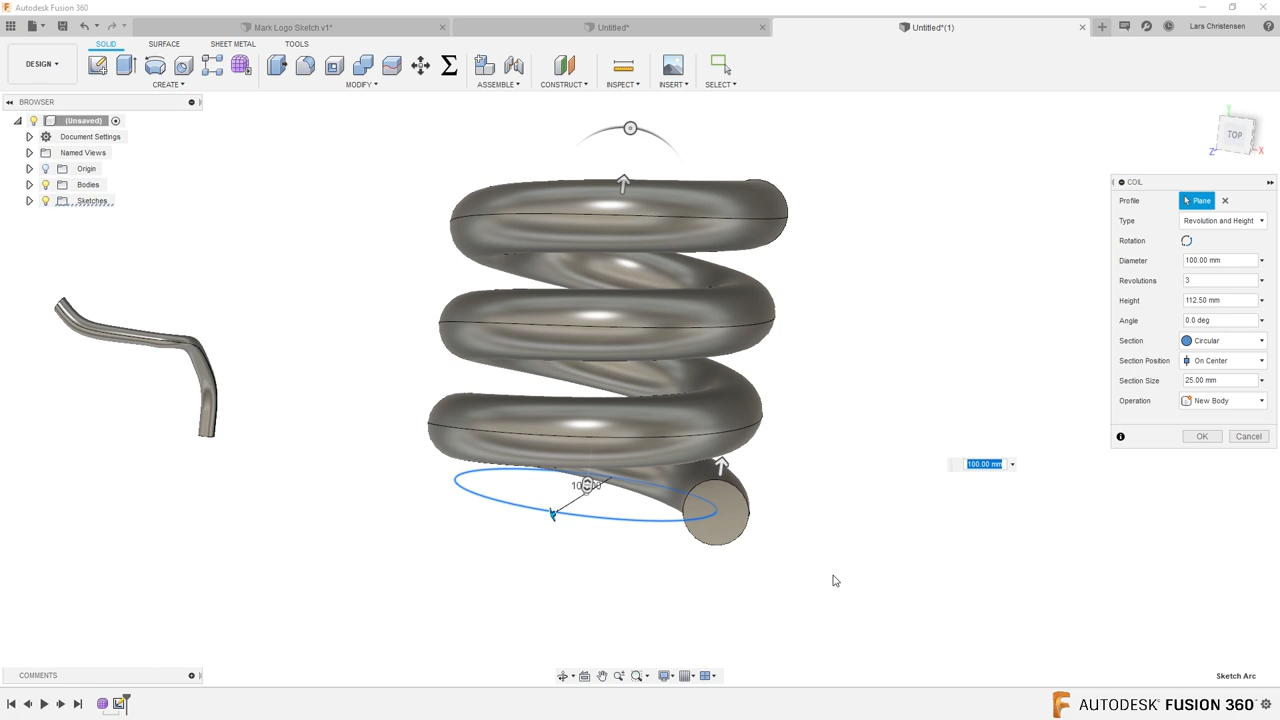 Autodesk Fusion 360
Mark Logo Sketch v1*
Untitled*
Untitled*(1)
Lars Christensen
DESIGN
SOLID
SURFACE
SHEET METAL
TOOLS
CREATE
MODIFY
ASSEMBLE
CONSTRUCT
INSPECT
INSERT
SELECT
BROWSER
(Unsaved)
Document Settings
Named Views
Origin
Bodies
Sketches
TOP
Z
X
COIL
Profile
Plane
Type
Revolution and Height
Rotation
Diameter
100.00 mm
Revolutions
3
Height
112.50 mm
Angle
0.0 deg
Section
Circular
Section Position
On Center
Section Size
25.00 mm
Operation
New Body
OK
Cancel
100.00 mm
COMMENTS
Sketch Arc
AUTODESK FUSION 360